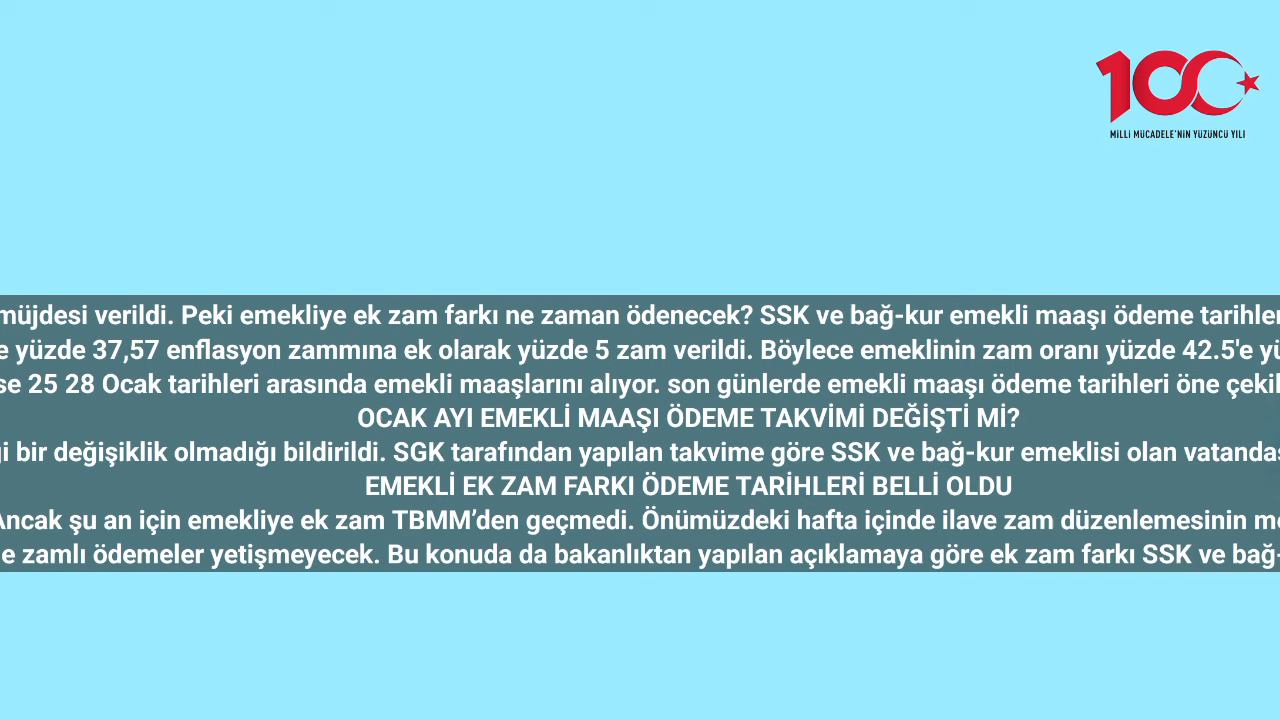 100
MİLLİ MÜCADELE'NİN YÜZÜNCÜ YILI
müjdesi verildi. Peki emekliye ek zam farkı ne zaman ödenecek? SSK ve bağ-kur emekli maaşı ödeme tarihler
e yüzde 37,57 enflasyon zammına ek olarak yüzde 5 zam verildi. Böylece emeklinin zam oranı yüzde 42.5'e yü
se 25 28 Ocak tarihleri arasında emekli maaşlarını alıyor. son günlerde emekli maaşı ödeme tarihleri öne çekil
OCAK AYI EMEKLİ MAAŞI ÖDEME TAKVİMİ DEĞİŞTİ Mİ?
i bir değişiklik olmadığı bildirildi. SGK tarafından yapılan takvime göre SSK ve bağ-kur emeklisi olan vatandaş
EMEKLİ EK ZAM FARKI ÖDEME TARİHLERİ BELLİ OLDU
Ancak şu an için emekliye ek zam TBMM’den geçmedi. Önümüzdeki hafta içinde ilave zam düzenlemesinin me
e zamlı ödemeler yetişmeyecek. Bu konuda da bakanlıktan yapılan açıklamaya göre ek zam farkı SSK ve bağ-